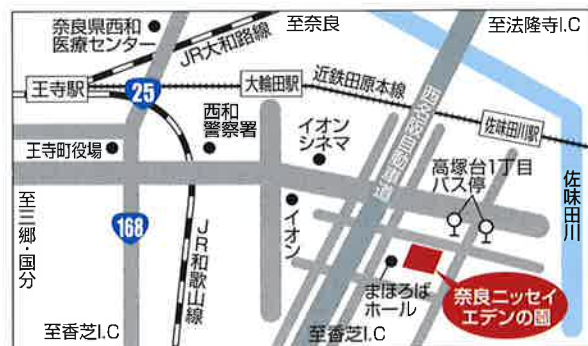 奈良県西和
医療センター
至奈良
至法隆寺I.C
JR大和路線
王寺駅
25
大輪田駅
近鉄田原本線
佐味田川駅
西和
警察署
イオン
シネマ
西名阪自動車道
王寺町役場
高塚台1丁目
バス停
佐味田川
至三郷・国分
168
JR和歌山線
イオン
まほろば
ホール
奈良ニッセイ
エデンの園
至香芝I.C
至香芝I.C